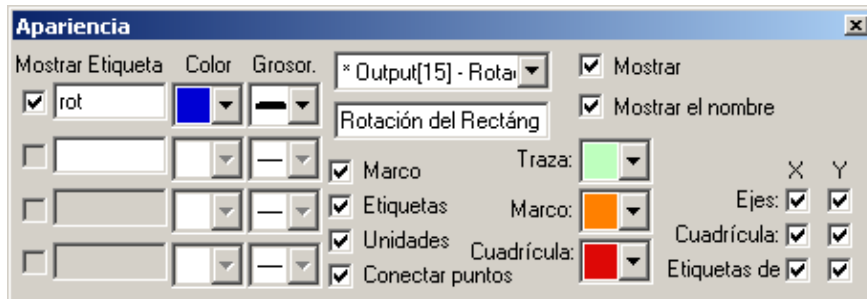 Apariencia
Mostrar Etiqueta Color Grosor.
rot
* Output[15] - Rota
Rotación del Rectáng
Mostrar
Mostrar el nombre
Marco
Etiquetas
Unidades
Conectar puntos
Traza:
Marco:
Cuadrícula:
X Y
Ejes:
Cuadrícula:
Etiquetas de